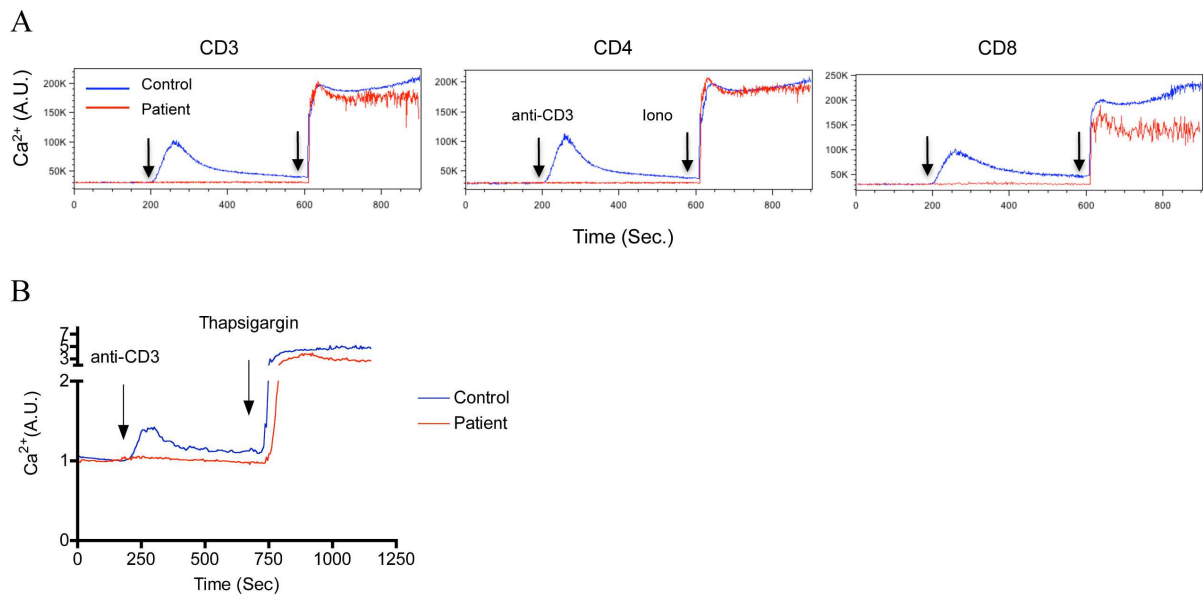 A
CD3
CD4
CD8
Ca²⁺ (A.U.)
200K
150K
100K
50K
Control
Patient
0
200
400
600
800
200K
150K
100K
50K
anti-CD3
Iono
0
200
400
600
800
250K
200K
150K
100K
50K
0
200
400
600
800
Time (Sec.)
B
Ca²⁺(A.U.)
7
5
3
2
1
0
anti-CD3
Thapsigargin
Control
Patient
0
250
500
750
1000
1250
Time (Sec)